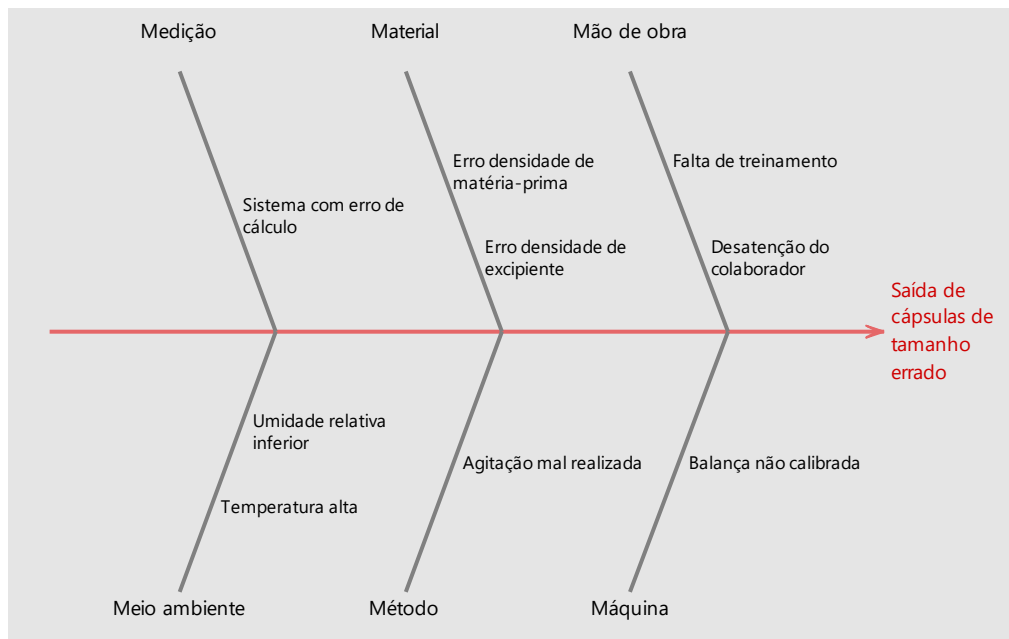 Medição
Material
Mão de obra
Erro densidade de
matéria-prima
Falta de treinamento
Sistema com erro de
cálculo
Erro densidade de
excipiente
Desatenção do
colaborador
Saída de
cápsulas de
tamanho
errado
Umidade relativa
inferior
Agitação mal realizada
Balança não calibrada
Temperatura alta
Meio ambiente
Método
Máquina